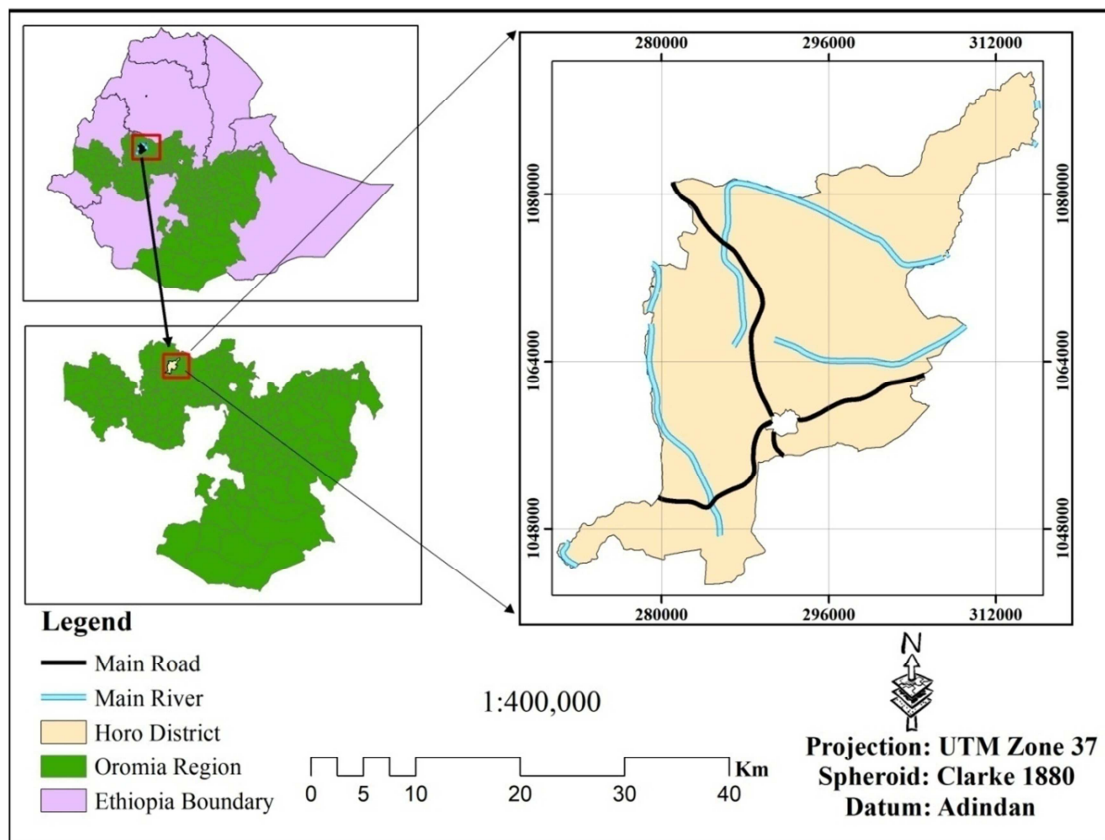 280000 296000 312000
1080000 1080000
1064000 1064000
1048000 1048000
280000 296000 312000
Legend
Main Road
Main River
Horo District
Oromia Region
Ethiopia Boundary
1:400,000
Km
0 5 10 20 30 40
N
Projection: UTM Zone 37
Spheroid: Clarke 1880
Datum: Adindan